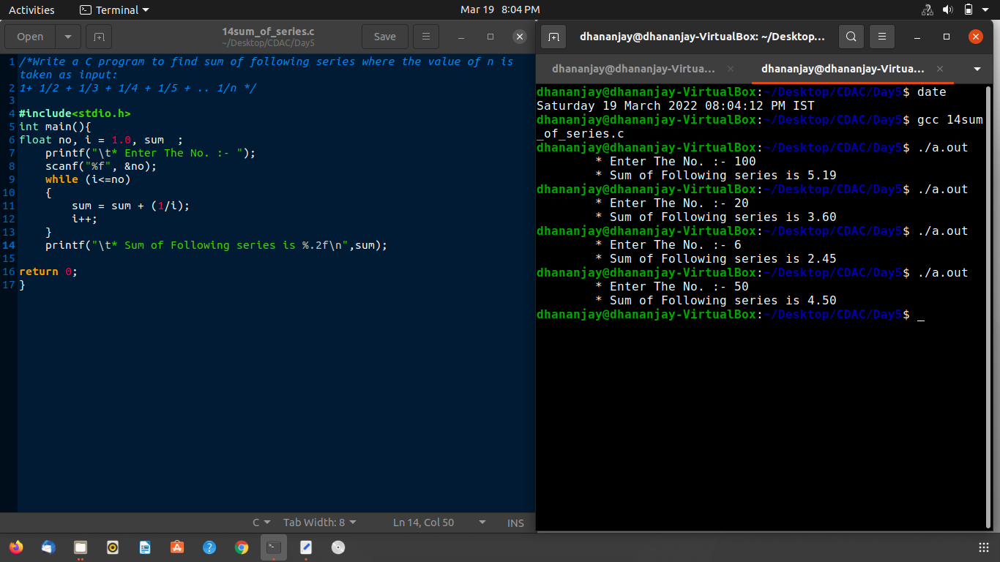 Activities Terminal Mar 19 8:04 PM
Open 14sum_of_series.c Save
~/Desktop/CDAC/Day5
1 /*Write a C program to find sum of following series where the value of n is
taken as input:
2 1+ 1/2 + 1/3 + 1/4 + 1/5 + .. 1/n */
3
4 #include<stdio.h>
5 int main(){
6 float no, i = 1.0, sum  ;
7     printf("\t* Enter The No. :- ");
8     scanf("%f", &no);
9     while (i<=no)
10     {
11         sum = sum + (1/i);
12         i++;
13     }
14     printf("\t* Sum of Following series is %.2f\n",sum);
15
16 return 0;
17 }
C Tab Width: 8 Ln 14, Col 50 INS
dhananjay@dhananjay-VirtualBox: ~/Desktop...
dhananjay@dhananjay-Virtua... dhananjay@dhananjay-Virtua...
dhananjay@dhananjay-VirtualBox:~/Desktop/CDAC/Day5$ date
Saturday 19 March 2022 08:04:12 PM IST
dhananjay@dhananjay-VirtualBox:~/Desktop/CDAC/Day5$ gcc 14sum
_of_series.c
dhananjay@dhananjay-VirtualBox:~/Desktop/CDAC/Day5$ ./a.out
        * Enter The No. :- 100
        * Sum of Following series is 5.19
dhananjay@dhananjay-VirtualBox:~/Desktop/CDAC/Day5$ ./a.out
        * Enter The No. :- 20
        * Sum of Following series is 3.60
dhananjay@dhananjay-VirtualBox:~/Desktop/CDAC/Day5$ ./a.out
        * Enter The No. :- 6
        * Sum of Following series is 2.45
dhananjay@dhananjay-VirtualBox:~/Desktop/CDAC/Day5$ ./a.out
        * Enter The No. :- 50
        * Sum of Following series is 4.50
dhananjay@dhananjay-VirtualBox:~/Desktop/CDAC/Day5$ _